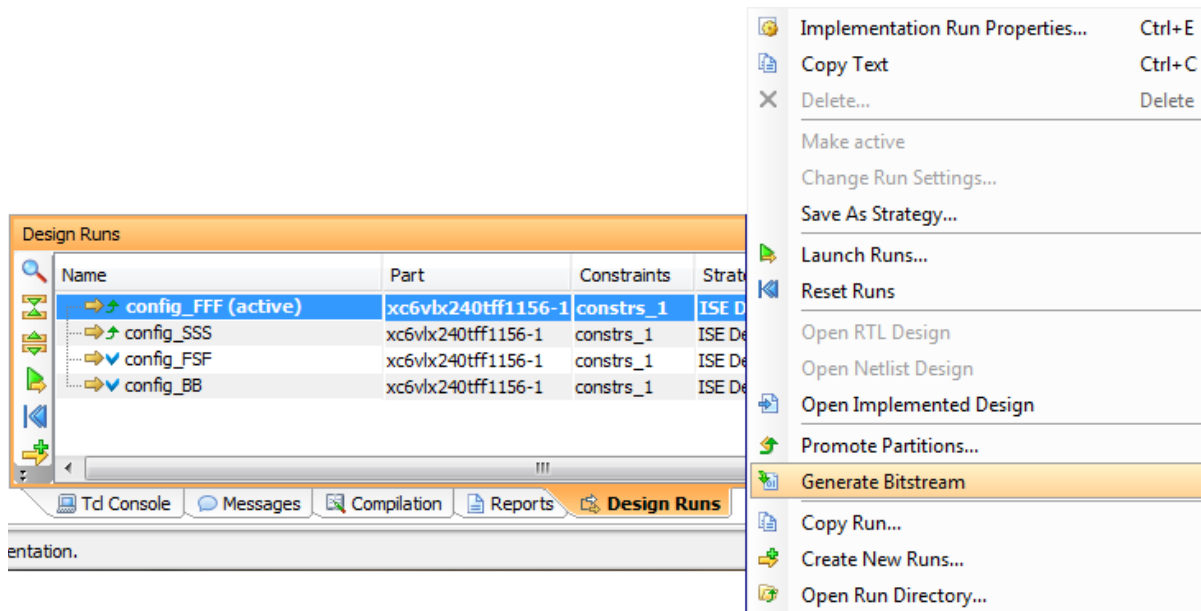 Implementation Run Properties... Ctrl+E
Copy Text Ctrl+C
Delete... Delete
Make active
Change Run Settings...
Save As Strategy...
Launch Runs...
Reset Runs
Open RTL Design
Open Netlist Design
Open Implemented Design
Promote Partitions...
Generate Bitstream
Copy Run...
Create New Runs...
Open Run Directory...
Design Runs
Name Part Constraints Strate
config_FFF (active) xc6vlx240tff1156-1 constrs_1 ISE D
config_SSS xc6vlx240tff1156-1 constrs_1 ISE De
config_FSF xc6vlx240tff1156-1 constrs_1 ISE De
config_BB xc6vlx240tff1156-1 constrs_1 ISE De
Tcl Console Messages Compilation Reports Design Runs
entation.